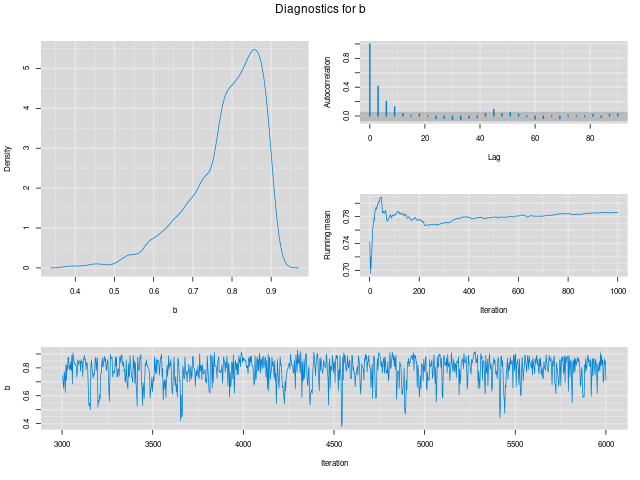 Diagnostics for b
Density
0 1 2 3 4 5
0.4 0.5 0.6 0.7 0.8 0.9
b
Autocorrelation
0.0 0.4 0.8
0 20 40 60 80
Lag
Running mean
0.70 0.74 0.78
0 200 400 600 800 1000
Iteration
b
0.4 0.6 0.8
3000 3500 4000 4500 5000 5500 6000
Iteration